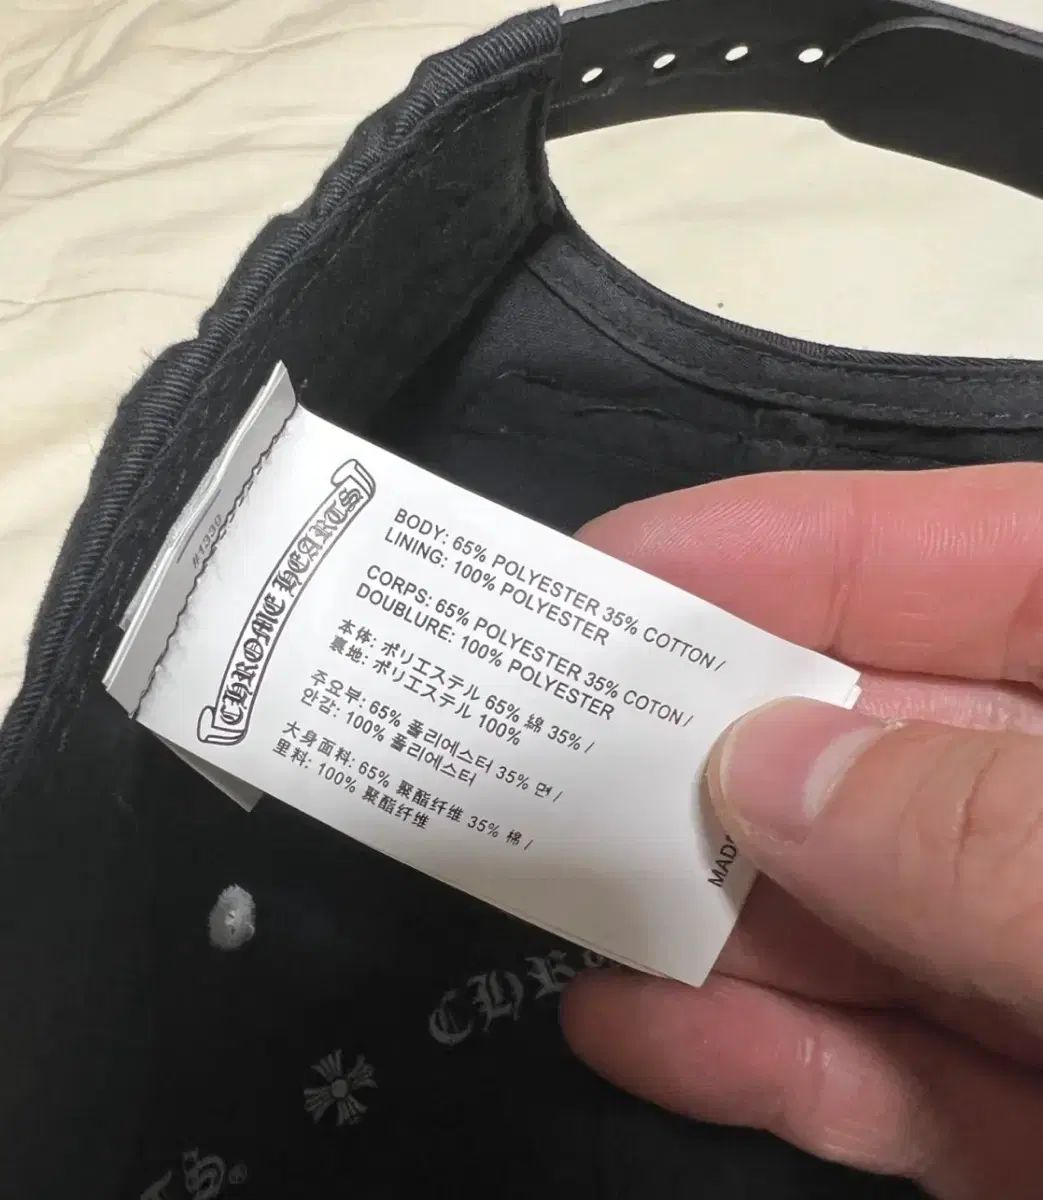 #1330
CHROME HEARTS
BODY: 65% POLYESTER 35% COTTON /
LINING: 100% POLYESTER
CORPS: 65% POLYESTER 35% COTON /
DOUBLURE: 100% POLYESTER
本体: ポリエステル 65% 綿 35% /
裏地: ポリエステル 100%
주요부: 65% 폴리에스터 35% 면 /
안감: 100% 폴리에스터
大身面料: 65% 聚酯纤维 35% 棉 /
里料: 100% 聚酯纤维